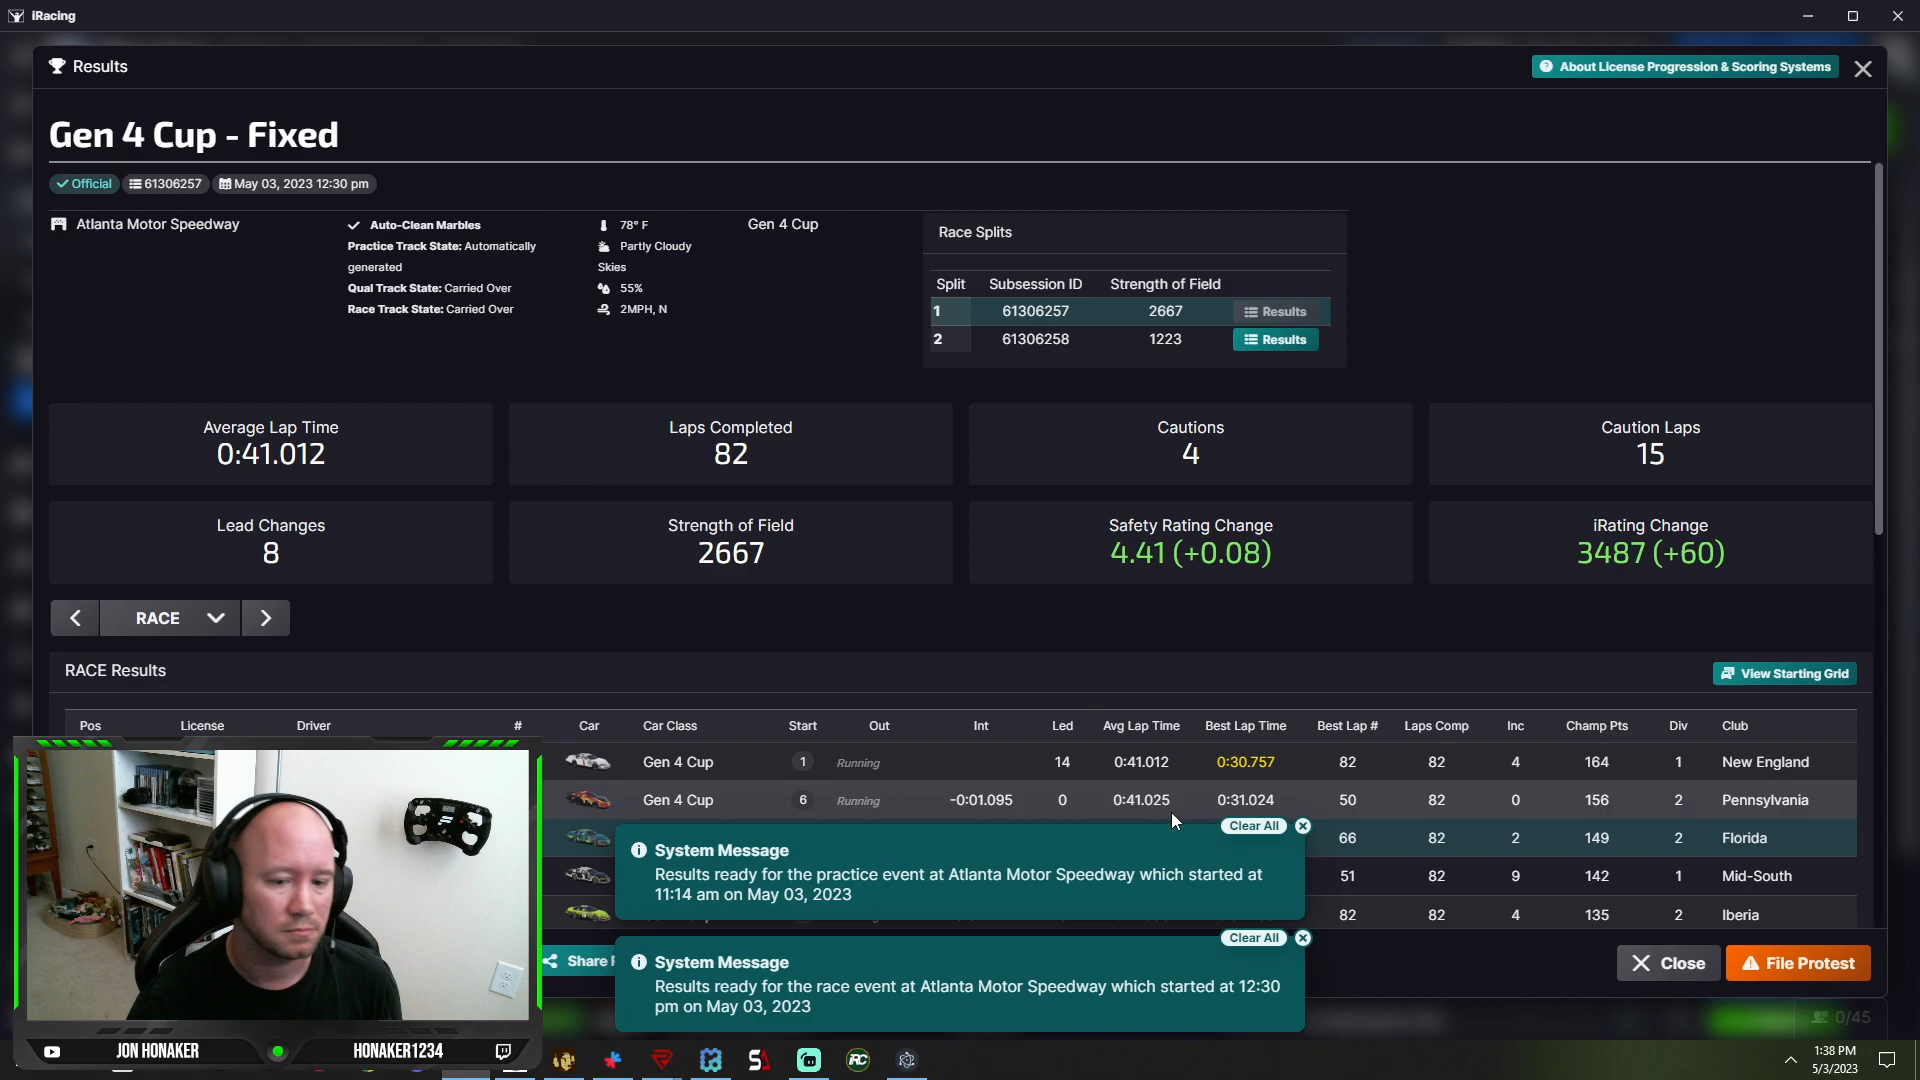 iRacing
Results
About License Progression & Scoring Systems
Gen 4 Cup - Fixed
Official 61306257 May 03, 2023 12:30 pm
Atlanta Motor Speedway
Auto-Clean Marbles
Practice Track State: Automatically
generated
Qual Track State: Carried Over
Race Track State: Carried Over
78° F
Partly Cloudy
Skies
55%
2MPH, N
Gen 4 Cup
Race Splits
Split Subsession ID Strength of Field
1 61306257 2667 Results
2 61306258 1223 Results
Average Lap Time
0:41.012
Laps Completed
82
Cautions
4
Caution Laps
15
Lead Changes
8
Strength of Field
2667
Safety Rating Change
4.41 (+0.08)
iRating Change
3487 (+60)
RACE
RACE Results
View Starting Grid
Pos License Driver # Car Car Class Start Out Int Led Avg Lap Time Best Lap Time Best Lap # Laps Comp Inc Champ Pts Div Club
Gen 4 Cup 1 Running 14 0:41.012 0:30.757 82 82 4 164 1 New England
Gen 4 Cup 6 Running -0:01.095 0 0:41.025 0:31.024 50 82 0 156 2 Pennsylvania
66 82 2 149 2 Florida
51 82 9 142 1 Mid-South
82 82 4 135 2 Iberia
Clear All
System Message
Results ready for the practice event at Atlanta Motor Speedway which started at
11:14 am on May 03, 2023
Clear All
System Message
Results ready for the race event at Atlanta Motor Speedway which started at 12:30
pm on May 03, 2023
Share
Close
File Protest
0/45
JON HONAKER
HONAKER1234
RC
1:38 PM
5/3/2023